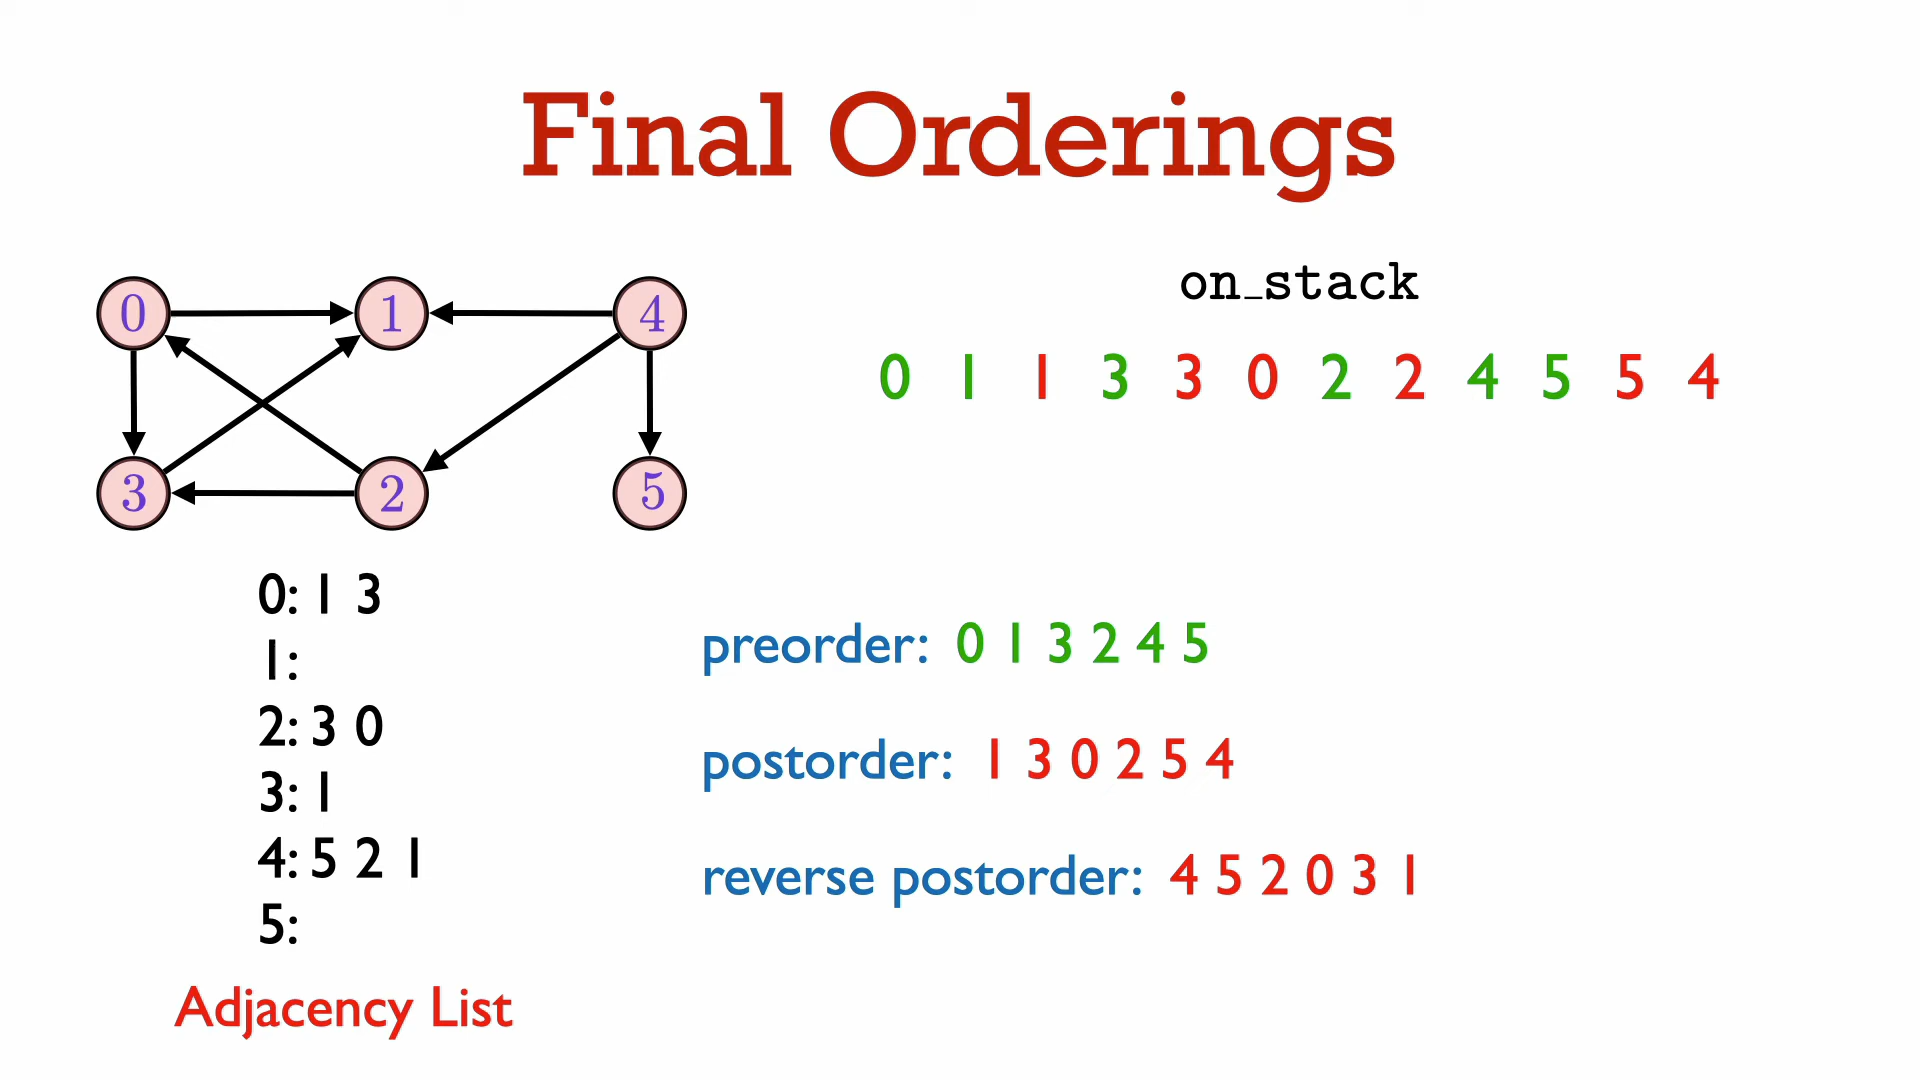 Final Orderings
0 1 4
3 2 5
on_stack
0 1 1 3 3 0 2 2 4 5 5 4
0: 1 3
1:
2: 3 0
3: 1
4: 5 2 1
5:
Adjacency List
preorder: 0 1 3 2 4 5
postorder: 1 3 0 2 5 4
reverse postorder: 4 5 2 0 3 1